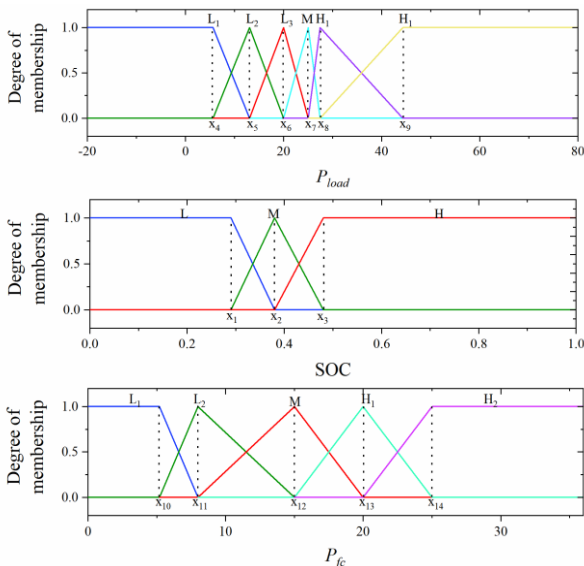 L₁ L₂ L₃ M H₁ H₁
1.0
0.5
0.0
Degree of
membership
x₄ x₅ x₆ x₇ x₈ x₉
-20 0 20 40 60 80
P_load
L M H
1.0
0.5
0.0
Degree of
membership
x₁ x₂ x₃
0.0 0.2 0.4 0.6 0.8 1.0
SOC
L₁ L₂ M H₁ H₂
1.0
0.5
0.0
Degree of
membership
x₁₀ x₁₁ x₁₂ x₁₃ x₁₄
0 10 20 30
P_fc